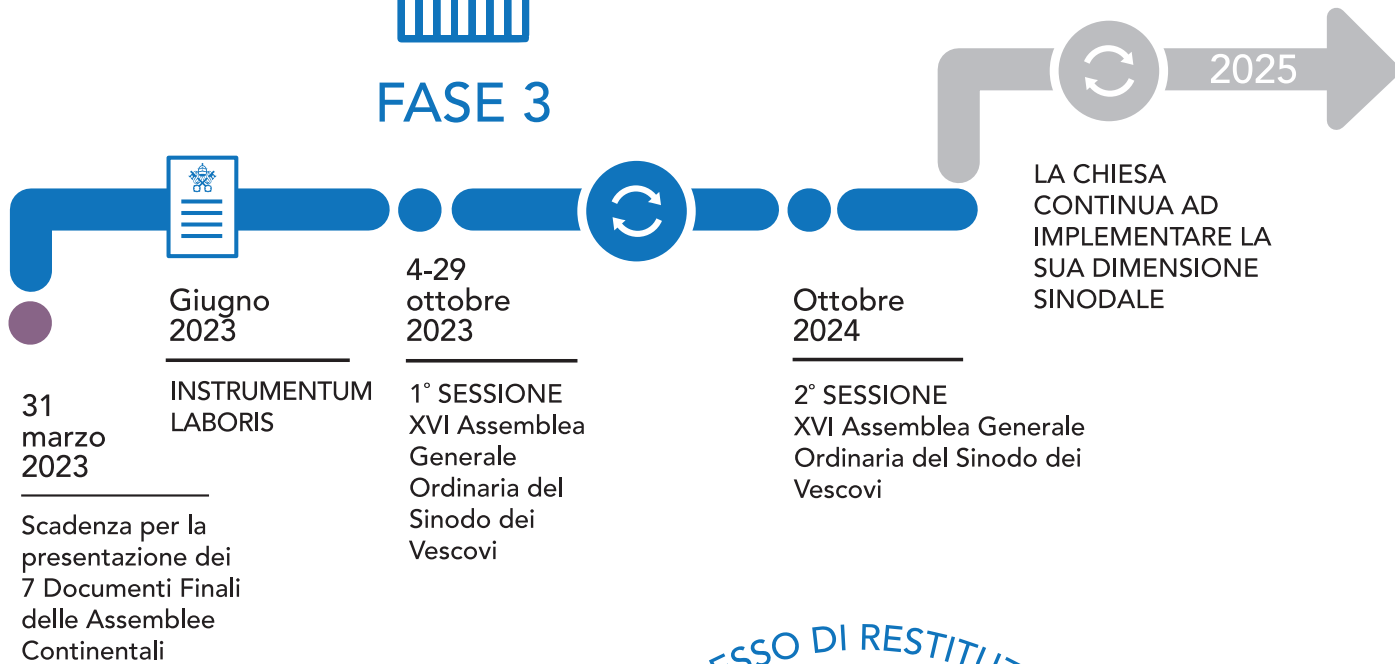 FASE 3
2025
LA CHIESA
CONTINUA AD
IMPLEMENTARE LA
SUA DIMENSIONE
SINODALE
31
marzo
2023
Scadenza per la
presentazione dei
7 Documenti Finali
delle Assemblee
Continentali
Giugno
2023
INSTRUMENTUM
LABORIS
4-29
ottobre
2023
1° SESSIONE
XVI Assemblea
Generale
Ordinaria del
Sinodo dei
Vescovi
Ottobre
2024
2° SESSIONE
XVI Assemblea Generale
Ordinaria del Sinodo dei
Vescovi
DI